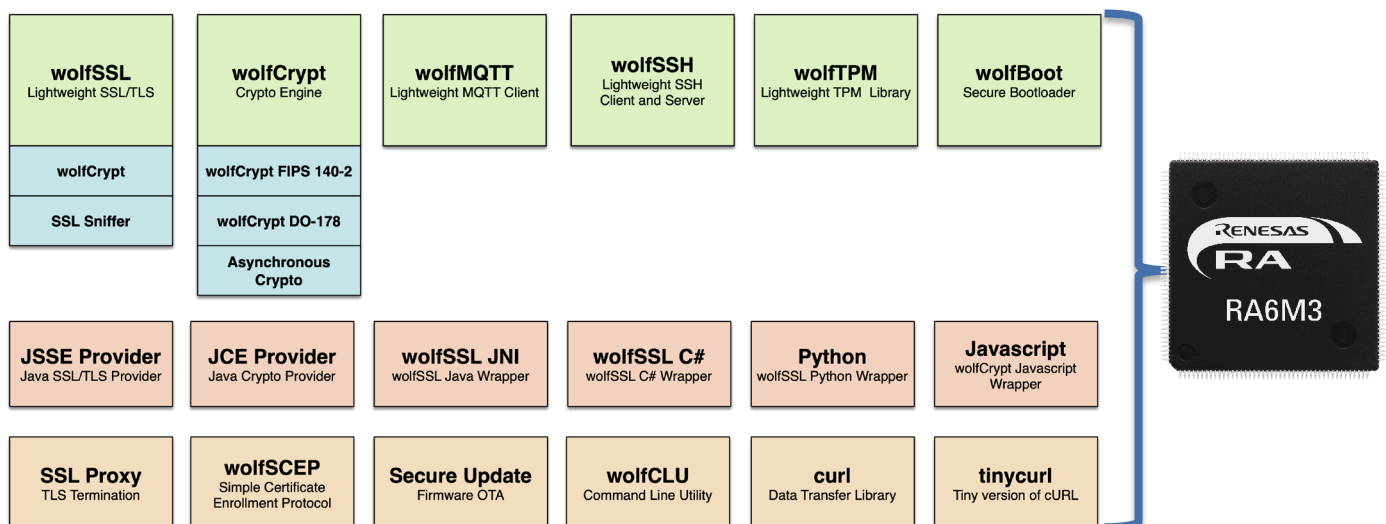 wolfSSL
Lightweight SSL/TLS
wolfCrypt
SSL Sniffer
wolfCrypt
Crypto Engine
wolfCrypt FIPS 140-2
wolfCrypt DO-178
Asynchronous
Crypto
wolfMQTT
Lightweight MQTT Client
wolfSSH
Lightweight SSH
Client and Server
wolfTPM
Lightweight TPM Library
wolfBoot
Secure Bootloader
JSSE Provider
Java SSL/TLS Provider
JCE Provider
Java Crypto Provider
wolfSSL JNI
wolfSSL Java Wrapper
wolfSSL C#
wolfSSL C# Wrapper
Python
wolfSSL Python Wrapper
Javascript
wolfCrypt Javascript
Wrapper
SSL Proxy
TLS Termination
wolfSCEP
Simple Certificate
Enrollment Protocol
Secure Update
Firmware OTA
wolfCLU
Command Line Utility
curl
Data Transfer Library
tinycurl
Tiny version of cURL
RENESAS
RA
RA6M3